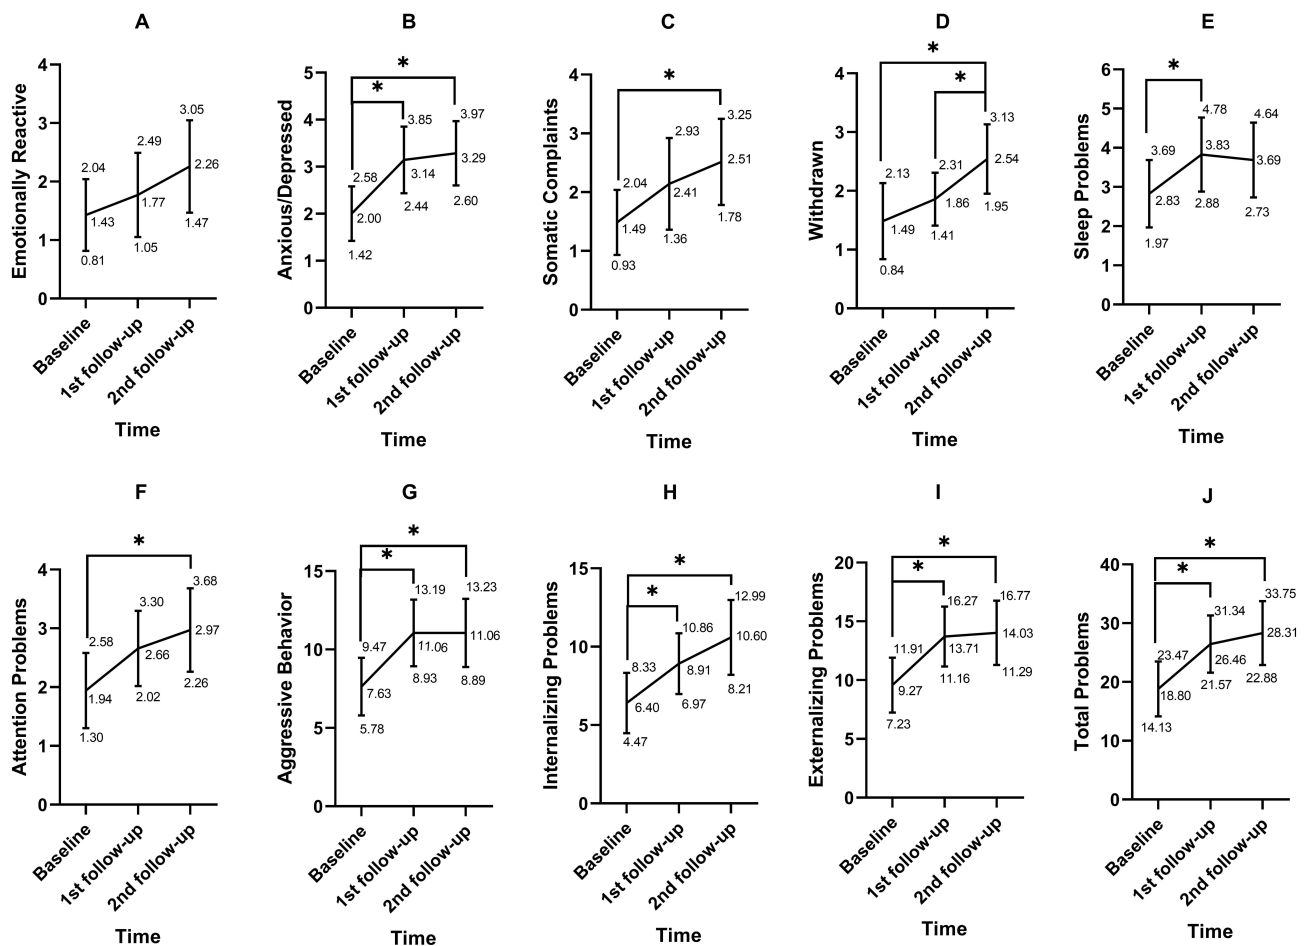 A
Emotionally Reactive
4
3
2
1
0
2.04
1.43
0.81
2.49
1.77
1.05
3.05
2.26
1.47
Baseline
1st follow-up
2nd follow-up
Time
B
Anxious/Depressed
5
4
3
2
1
0
*
*
2.58
2.00
1.42
3.85
3.14
2.44
3.97
3.29
2.60
Baseline
1st follow-up
2nd follow-up
Time
C
Somatic Complaints
4
3
2
1
0
*
2.04
1.49
0.93
2.93
2.41
1.36
3.25
2.51
1.78
Baseline
1st follow-up
2nd follow-up
Time
D
Withdrawn
4
3
2
1
0
*
*
2.13
1.49
0.84
2.31
1.86
1.41
3.13
2.54
1.95
Baseline
1st follow-up
2nd follow-up
Time
E
Sleep Problems
6
5
4
3
2
1
0
*
3.69
2.83
1.97
4.78
3.83
2.88
4.64
3.69
2.73
Baseline
1st follow-up
2nd follow-up
Time
F
Attention Problems
4
3
2
1
0
*
2.58
1.94
1.30
3.30
2.66
2.02
3.68
2.97
2.26
Baseline
1st follow-up
2nd follow-up
Time
G
Aggressive Behavior
15
10
5
0
*
*
9.47
7.63
5.78
13.19
11.06
8.93
13.23
11.06
8.89
Baseline
1st follow-up
2nd follow-up
Time
H
Internalizing Problems
15
10
5
0
*
*
8.33
6.40
4.47
10.86
8.91
6.97
12.99
10.60
8.21
Baseline
1st follow-up
2nd follow-up
Time
I
Externalizing Problems
20
15
10
5
0
*
*
11.91
9.27
7.23
16.27
13.71
11.16
16.77
14.03
11.29
Baseline
1st follow-up
2nd follow-up
Time
J
Total Problems
40
30
20
10
0
*
*
23.47
18.80
14.13
31.34
26.46
21.57
33.75
28.31
22.88
Baseline
1st follow-up
2nd follow-up
Time